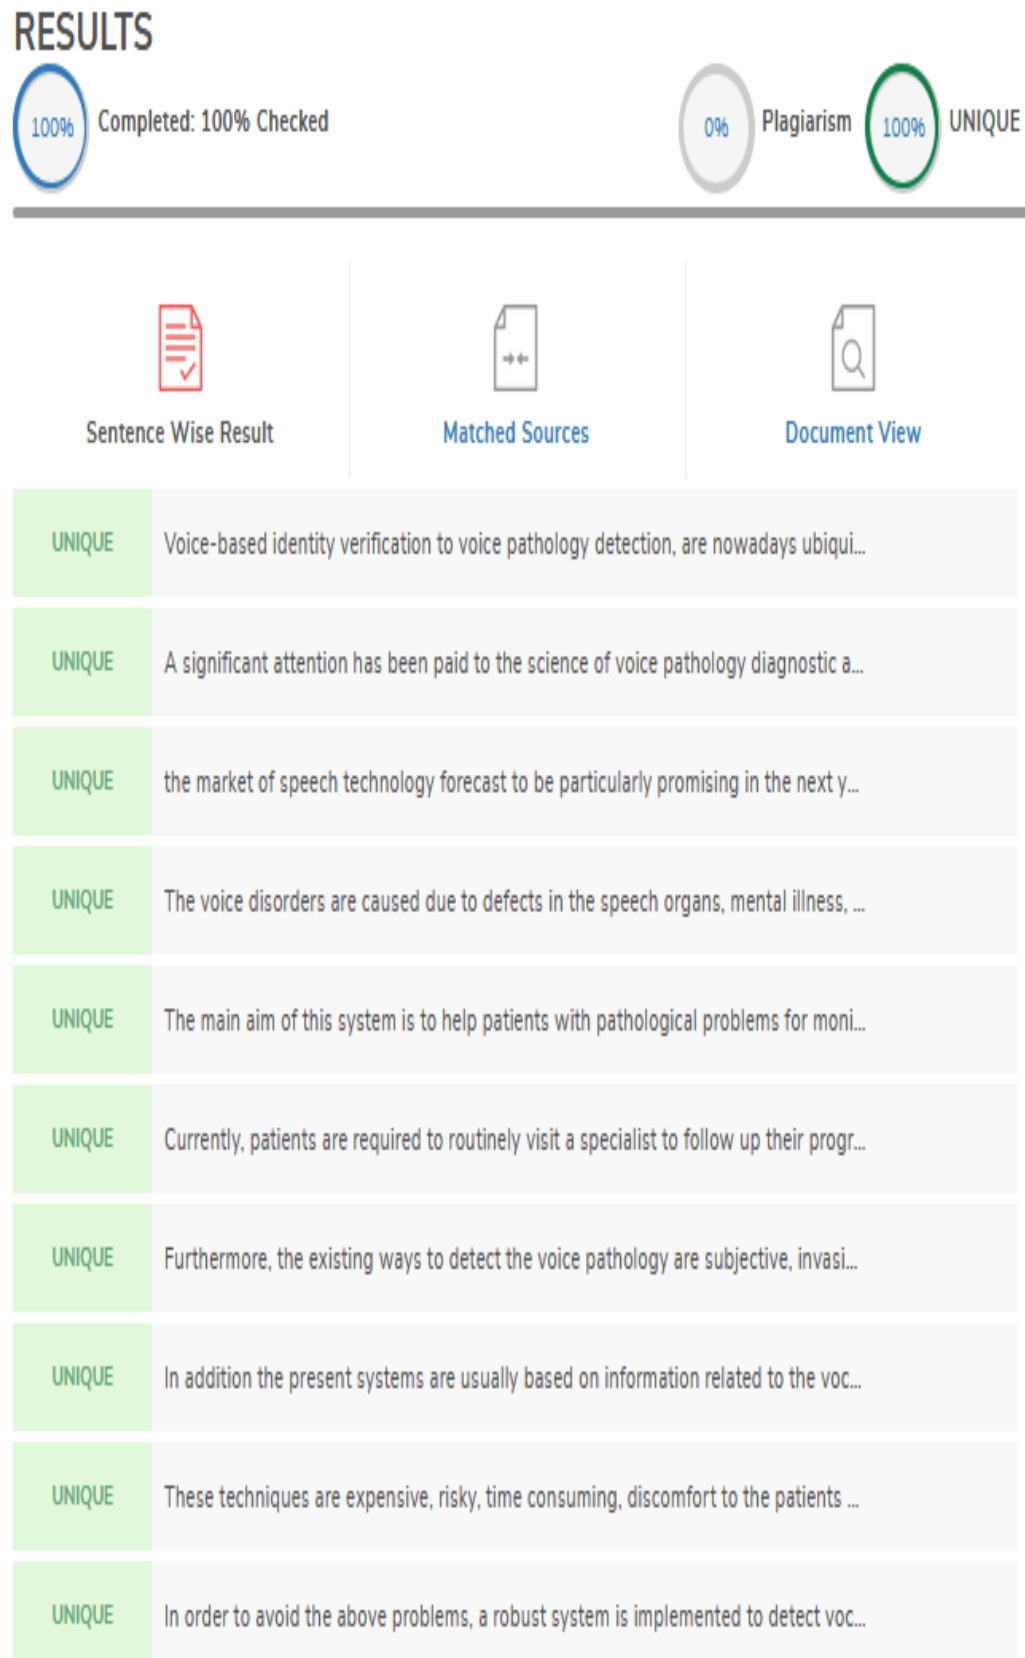 RESULTS
100% Completed: 100% Checked 0% Plagiarism 100% UNIQUE
Sentence Wise Result Matched Sources Document View
UNIQUE Voice-based identity verification to voice pathology detection, are nowadays ubiqui...
UNIQUE A significant attention has been paid to the science of voice pathology diagnostic a...
UNIQUE the market of speech technology forecast to be particularly promising in the next y...
UNIQUE The voice disorders are caused due to defects in the speech organs, mental illness, ...
UNIQUE The main aim of this system is to help patients with pathological problems for moni...
UNIQUE Currently, patients are required to routinely visit a specialist to follow up their progr...
UNIQUE Furthermore, the existing ways to detect the voice pathology are subjective, invasi...
UNIQUE In addition the present systems are usually based on information related to the voc...
UNIQUE These techniques are expensive, risky, time consuming, discomfort to the patients ...
UNIQUE In order to avoid the above problems, a robust system is implemented to detect voc...